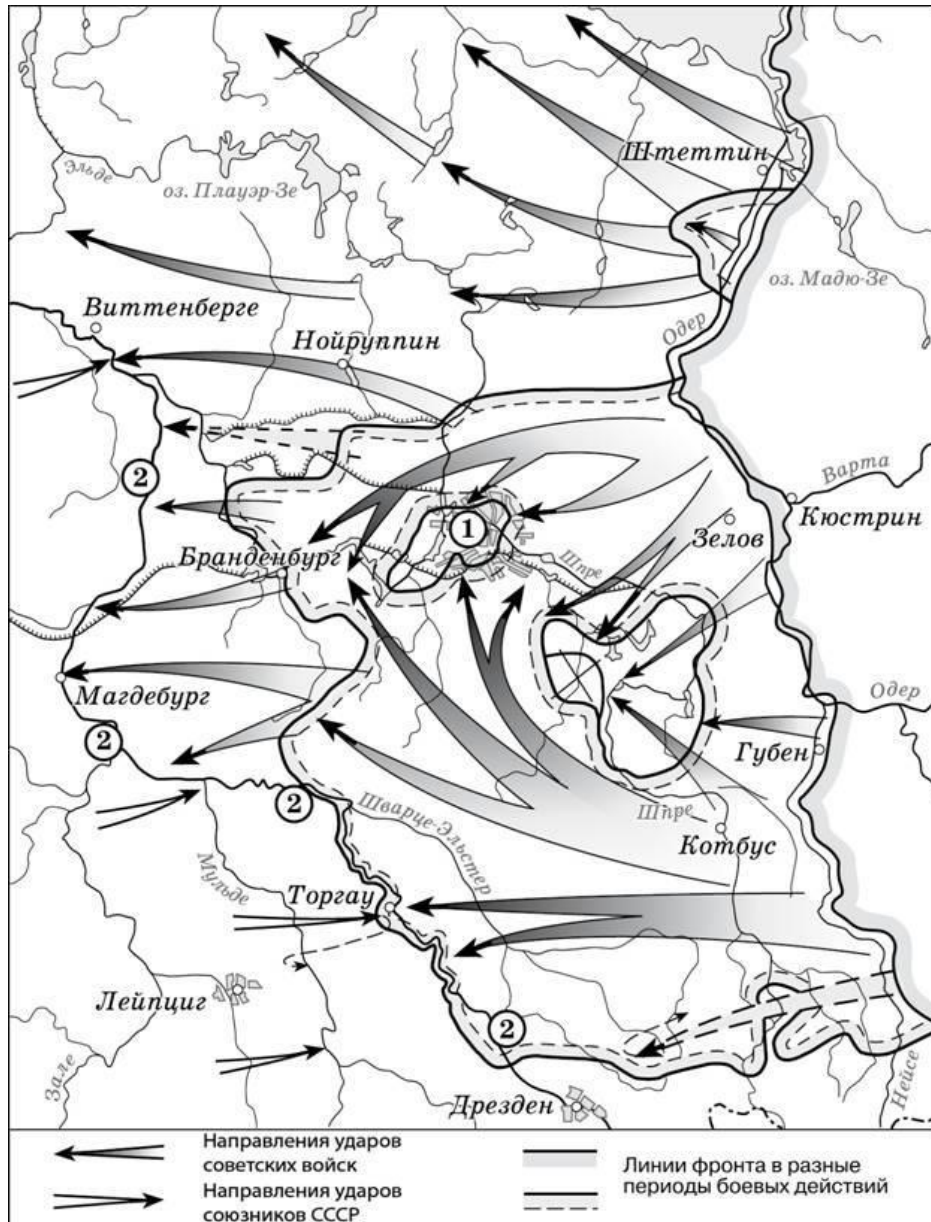 Штеттин
Эльде
оз. Плауэр-Зе
оз. Мадю-Зе
Виттенберге
Одер
Нойруппин
2
Варта
Кюстрин
1
Зелов
Бранденбург
Шпре
Магдебург
Одер
2
Губен
2
Шпре
Шварце-Эльстер
Котбус
Мульде
Торгау
Лейпциг
2
Зале
Дрезден
Нейсе
Направления ударов
советских войск
Направления ударов
союзников СССР
Линии фронта в разные
периоды боевых действий